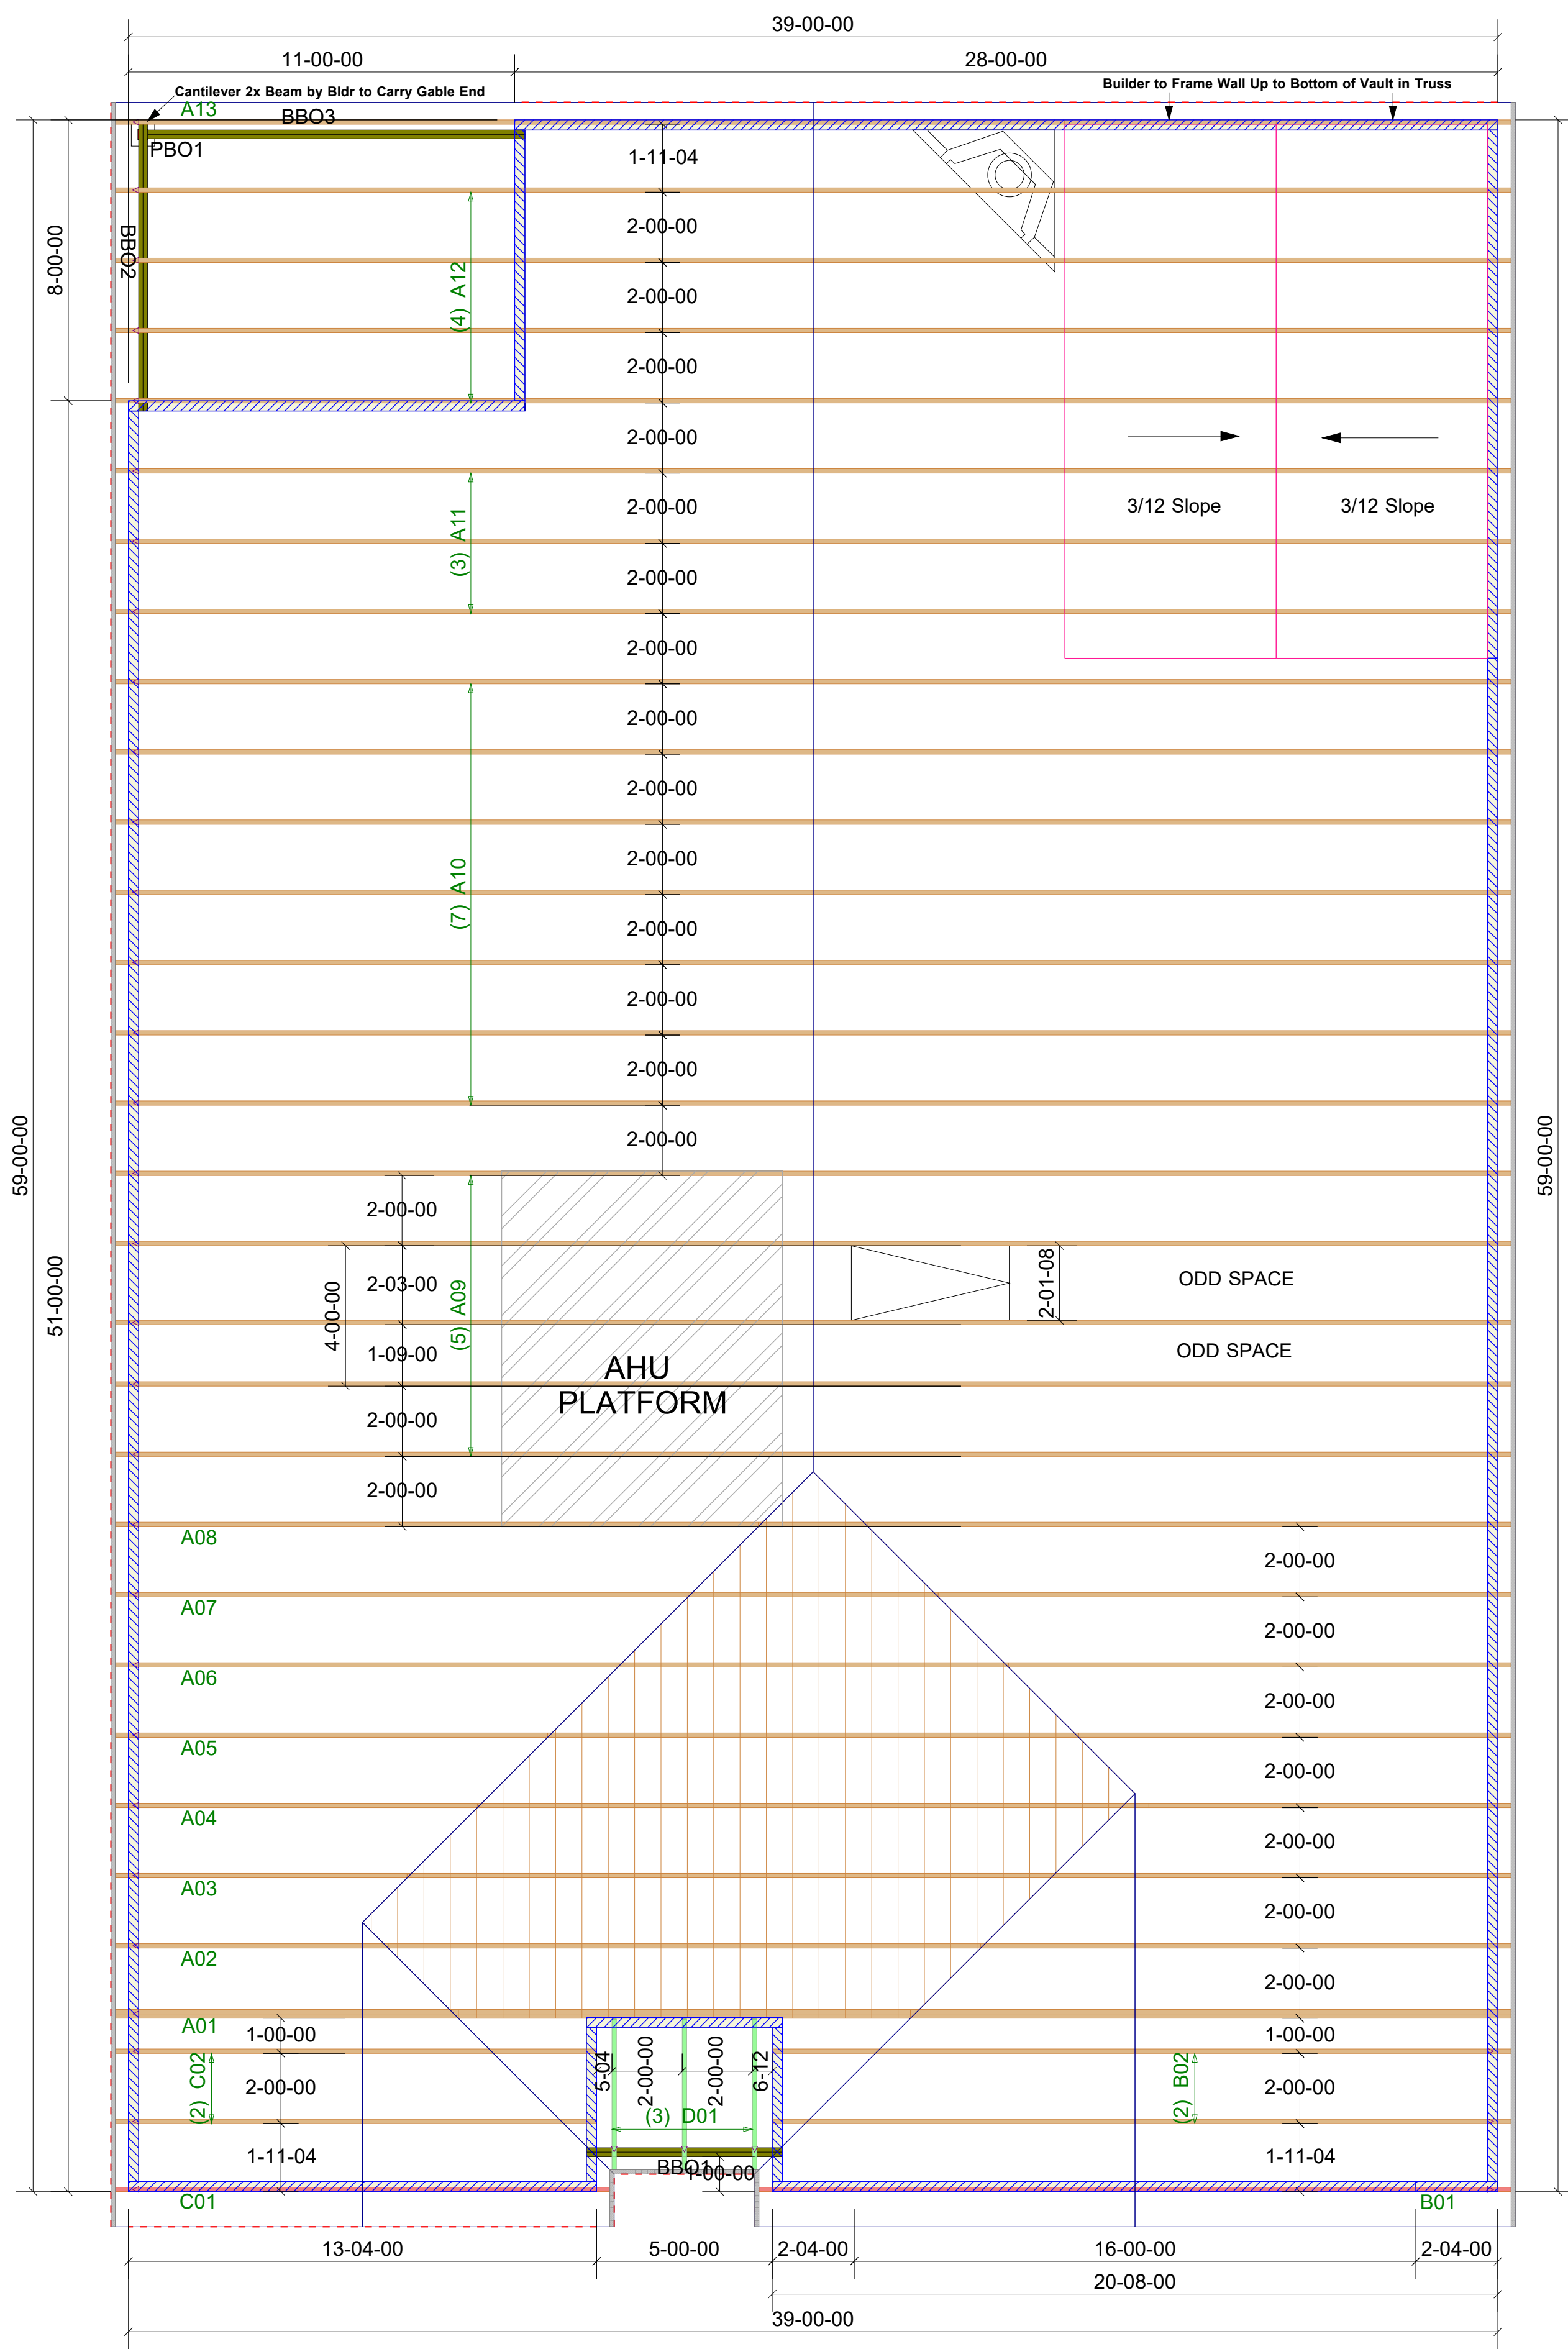 39-00-00
11-00-00
28-00-00
Cantilever 2x Beam by Bldr to Carry Gable End
Builder to Frame Wall Up to Bottom of Vault in Truss
A13
BBO3
PBO1
1-11-04
BBO2
8-00-00
2-00-00
(4) A12
2-00-00
2-00-00
2-00-00
3/12 Slope
3/12 Slope
2-00-00
(3) A11
2-00-00
2-00-00
2-00-00
2-00-00
2-00-00
(7) A10
2-00-00
2-00-00
2-00-00
2-00-00
59-00-00
59-00-00
51-00-00
2-00-00
2-03-00
4-00-00
(5) A09
1-09-00
2-01-08
ODD SPACE
ODD SPACE
AHU
PLATFORM
2-00-00
2-00-00
A08
2-00-00
A07
2-00-00
A06
2-00-00
A05
2-00-00
A04
2-00-00
A03
2-00-00
A02
2-00-00
A01
1-00-00
1-00-00
(2) C02
2-00-00
5-04
2-00-00
2-00-00
6-12
(2) B02
2-00-00
(3) D01
1-11-04
1-11-04
BBO1
1-00-00
C01
B01
13-04-00
5-00-00
2-04-00
16-00-00
2-04-00
20-08-00
39-00-00